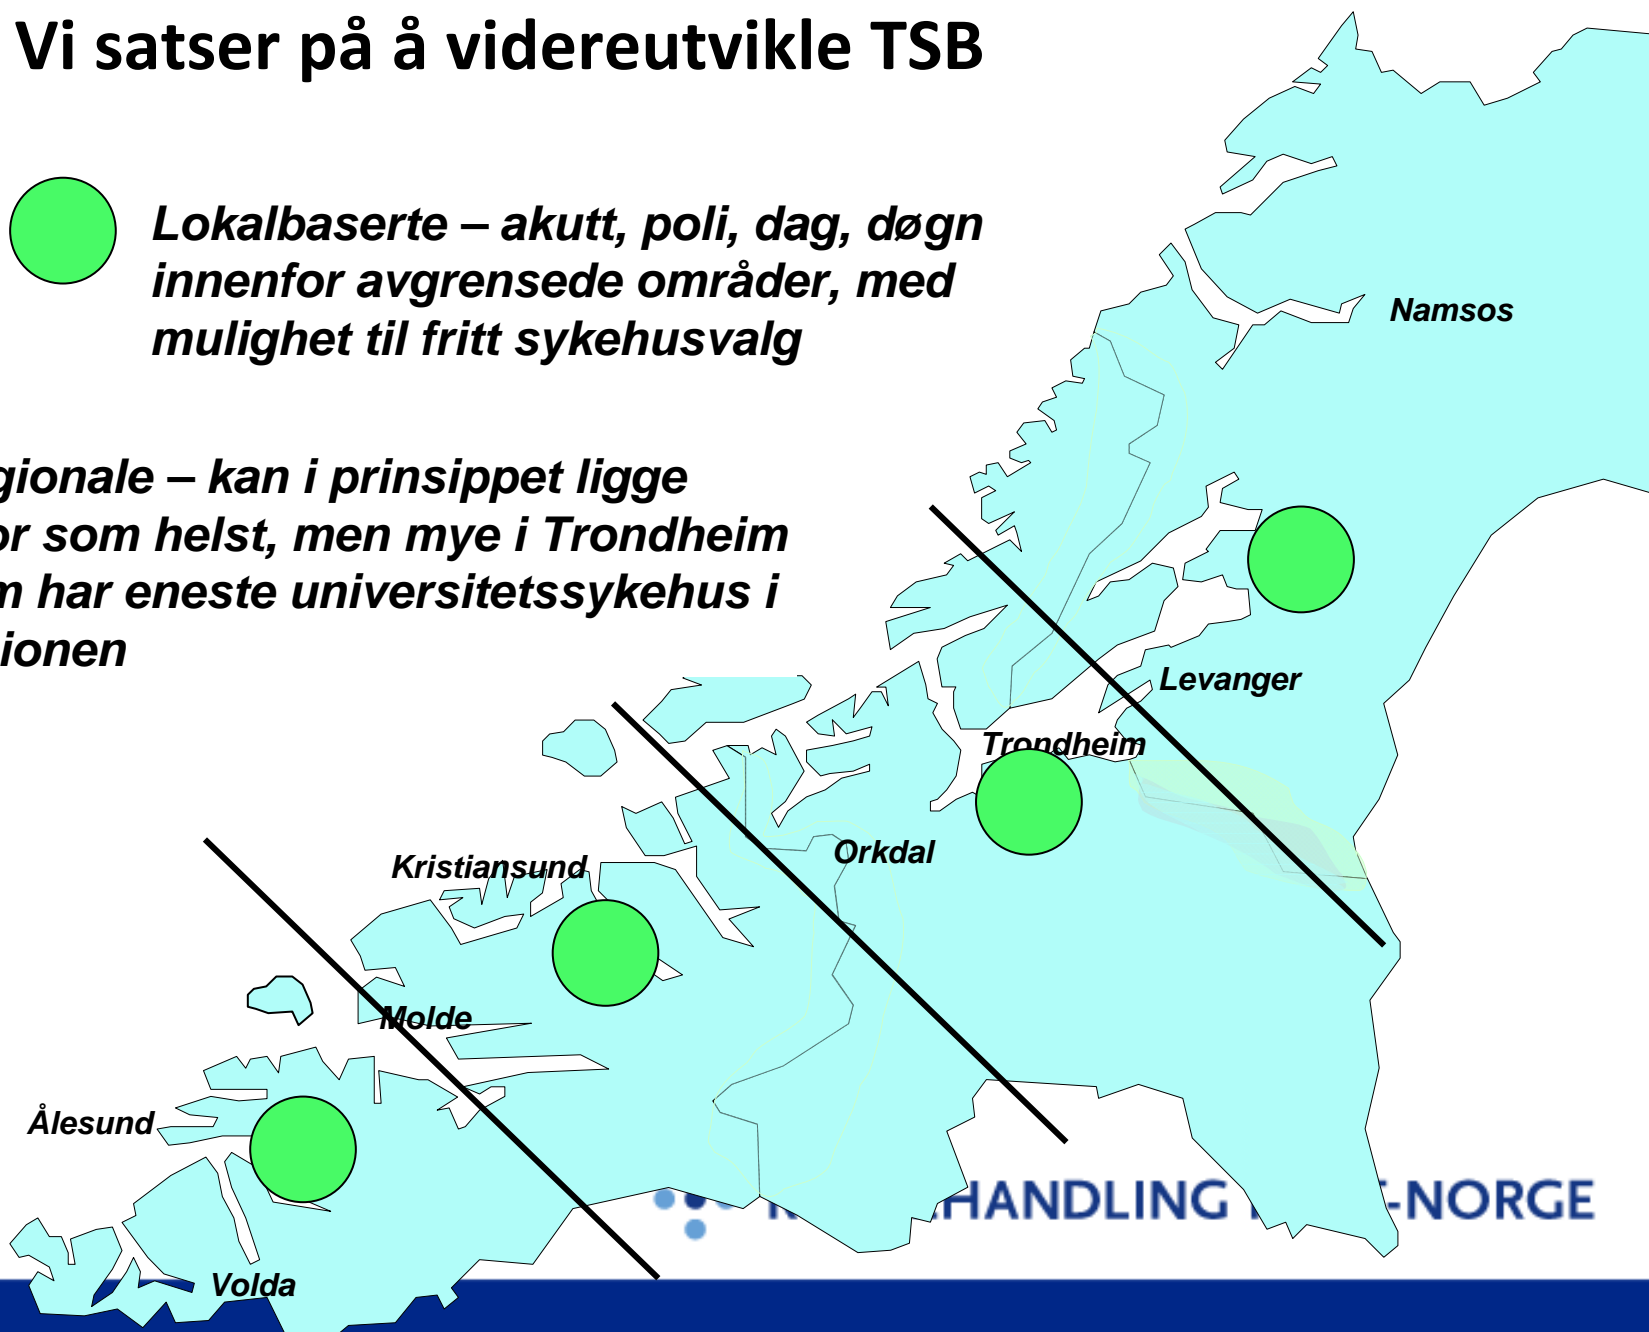 Vi satser på å videreutvikle TSB
Lokalbaserte – akutt, poli, dag, døgn
innenfor avgrensede områder, med
mulighet til fritt sykehusvalg
gionale – kan i prinsippet ligge
or som helst, men mye i Trondheim
m har eneste universitetssykehus i
ionen
Namsos
Levanger
Trondheim
Orkdal
Kristiansund
Molde
Ålesund
Volda
HANDLING
-NORGE